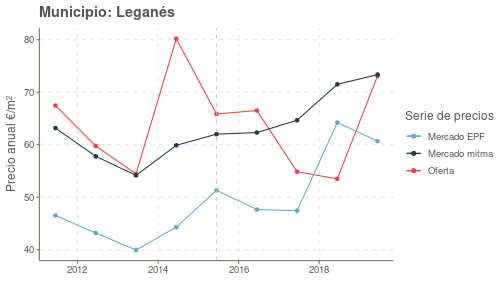 Municipio: Leganés
Precio anual €/m²
80
70
60
50
40
2012
2014
2016
2018
Serie de precios
Mercado EPF
Mercado mitma
Oferta